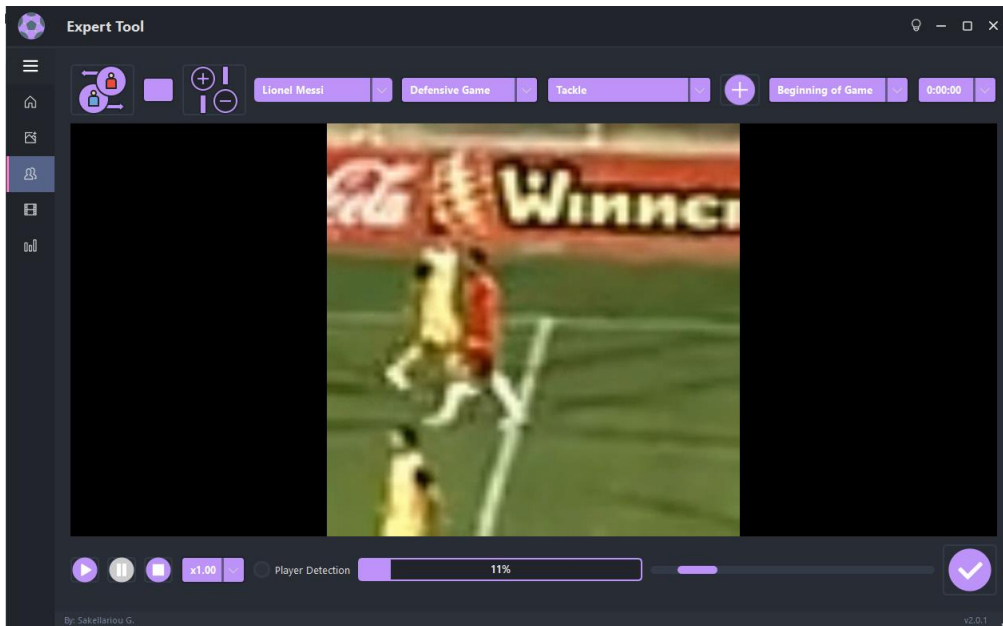 Expert Tool
Lionel Messi
Defensive Game
Tackle
Beginning of Game
0:00:00
Cola
Winner
x1.00
Player Detection
11%
By: Sakellariou G.
v2.0.1